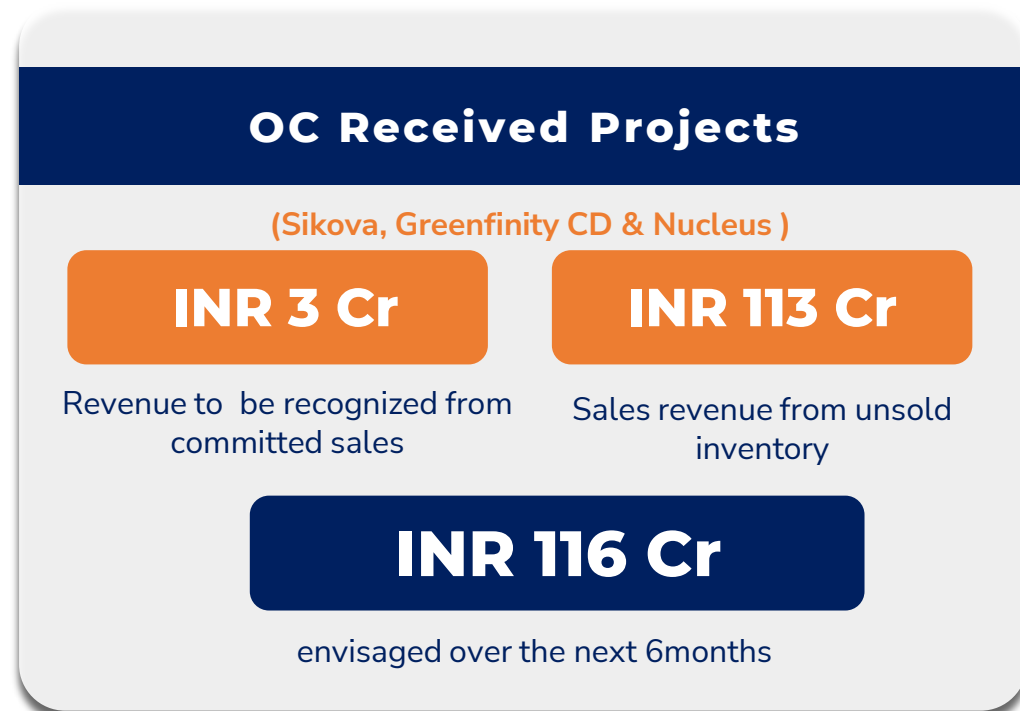 OC Received Projects
(Sikova, Greenfinity CD & Nucleus )
INR 3 Cr
INR 113 Cr
Revenue to  be recognized from
committed sales
Sales revenue from unsold
inventory
INR 116 Cr
envisaged over the next 6months